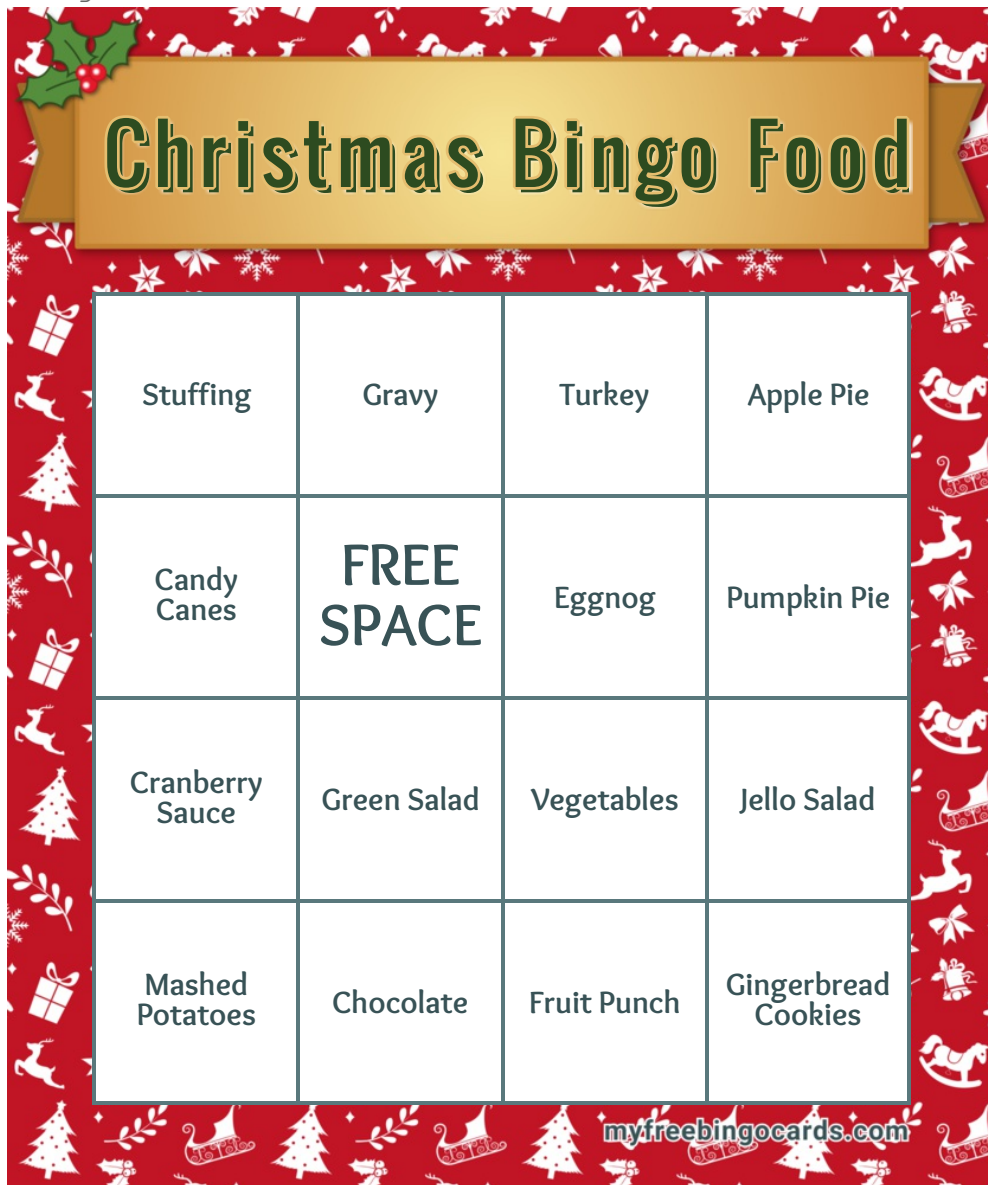 Christmas Bingo Food
Stuffing
Gravy
Turkey
Apple Pie
Candy
Canes
FREE
SPACE
Eggnog
Pumpkin Pie
Cranberry
Sauce
Green Salad
Vegetables
Jello Salad
Mashed
Potatoes
Chocolate
Fruit Punch
Gingerbread
Cookies
myfreebingocards.com